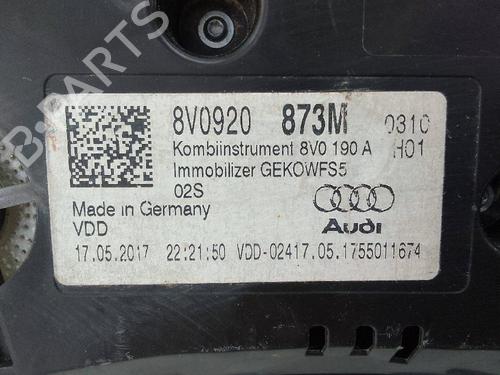 B-PARTS
8V0920 873M 0310
Kombiinstrument 8V0 190 A H01
Immobilizer GEKOWFS5
02S
Made in Germany
VDD
Audi
17.05.2017 22:21:50 VDD-02417.05.1755011674